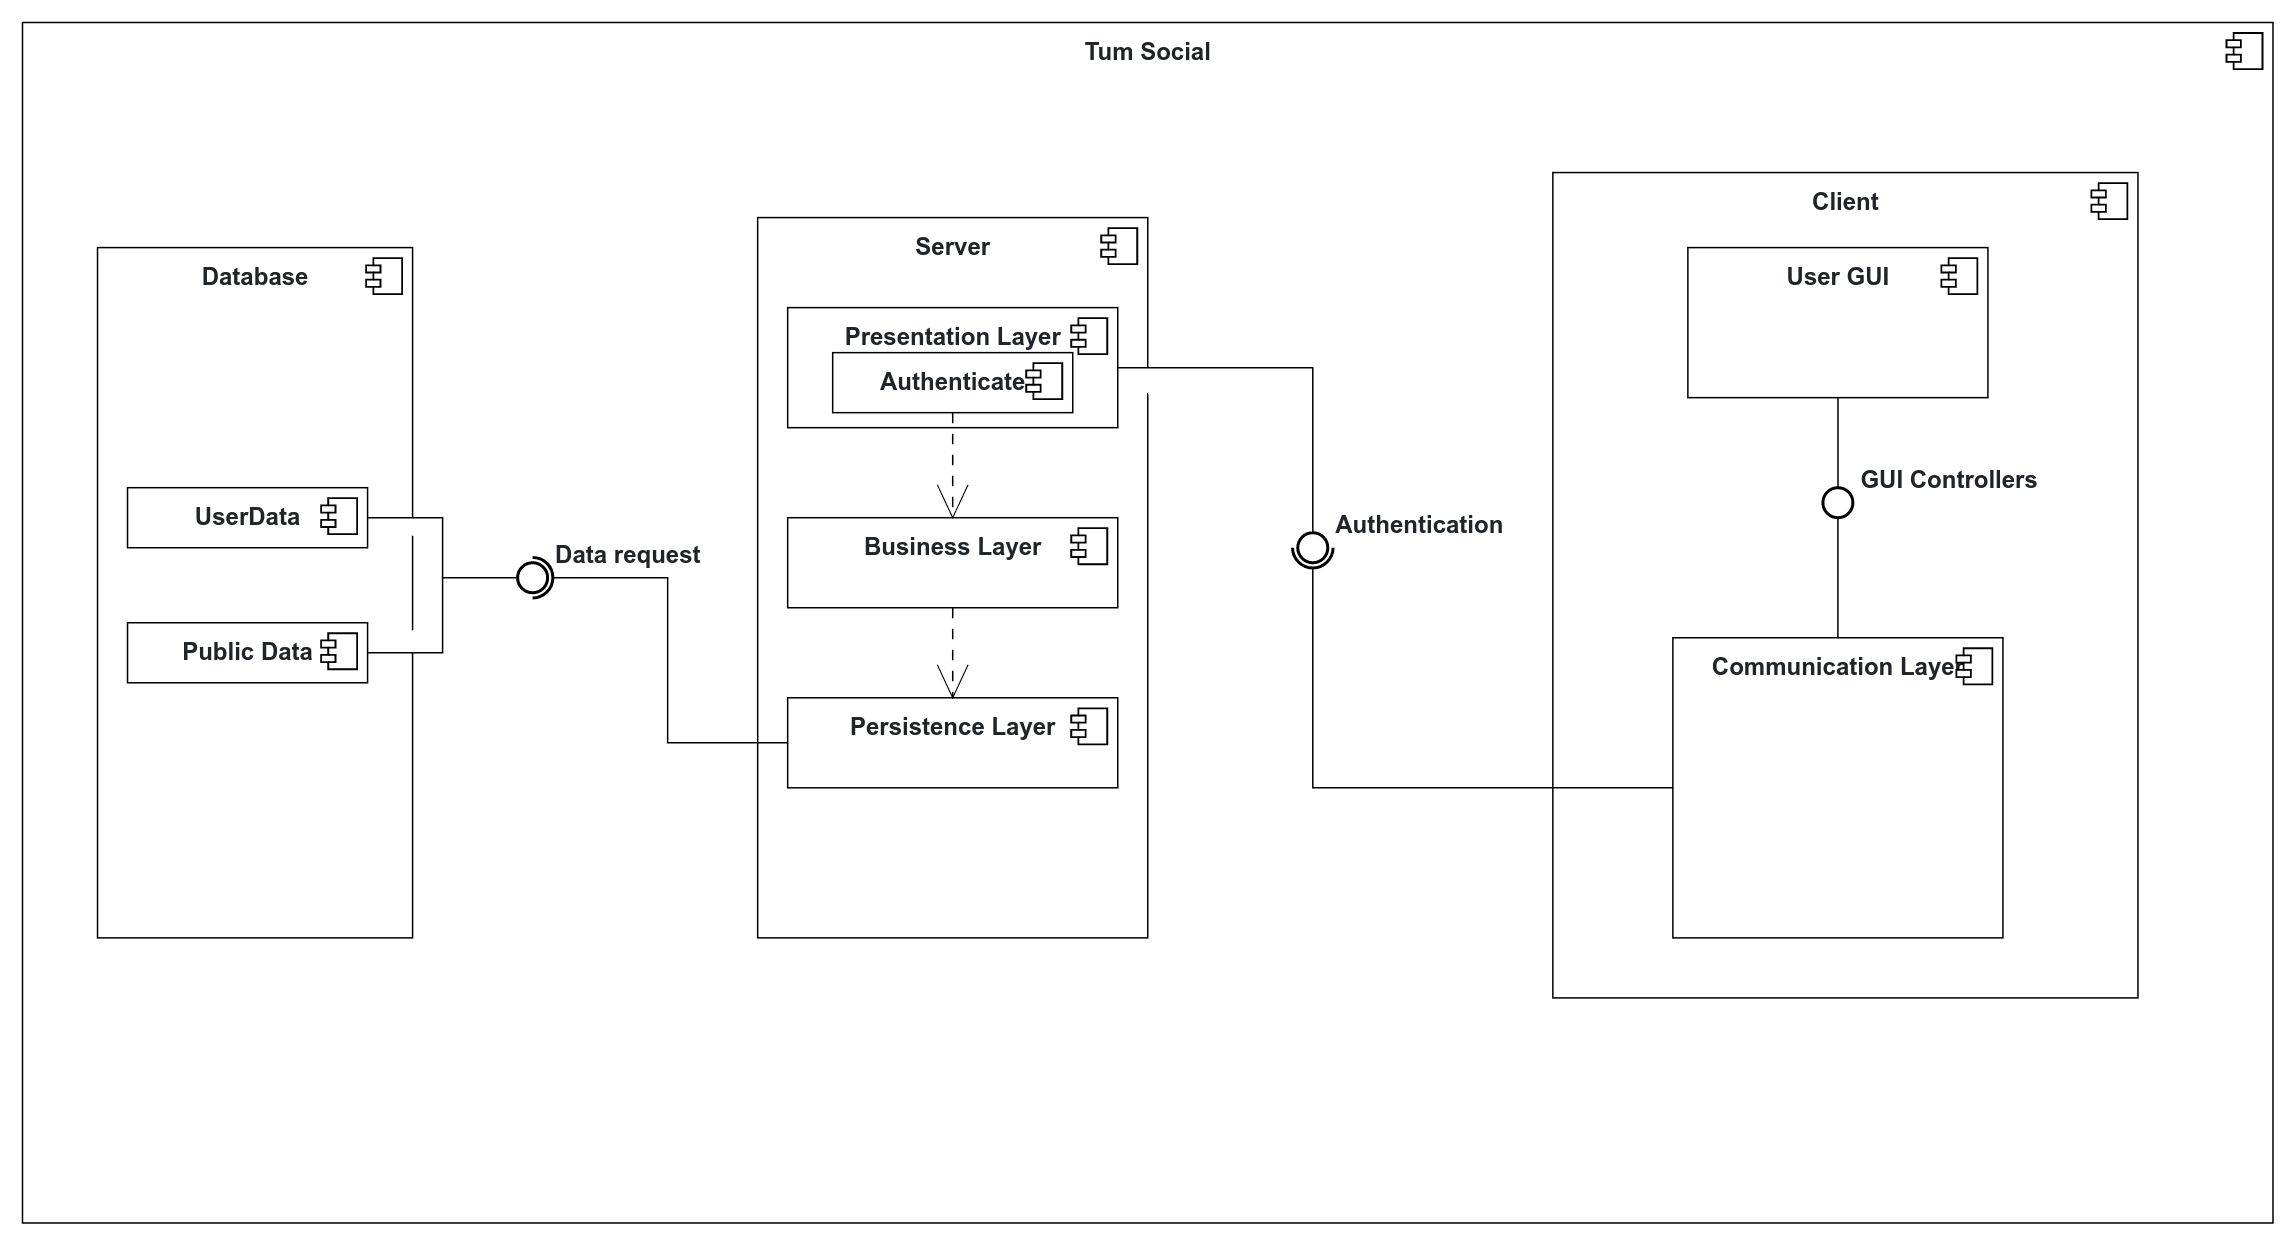 Tum Social
Database
UserData
Public Data
Data request
Server
Presentation Layer
Authenticate
Business Layer
Persistence Layer
Authentication
Client
User GUI
GUI Controllers
Communication Layer